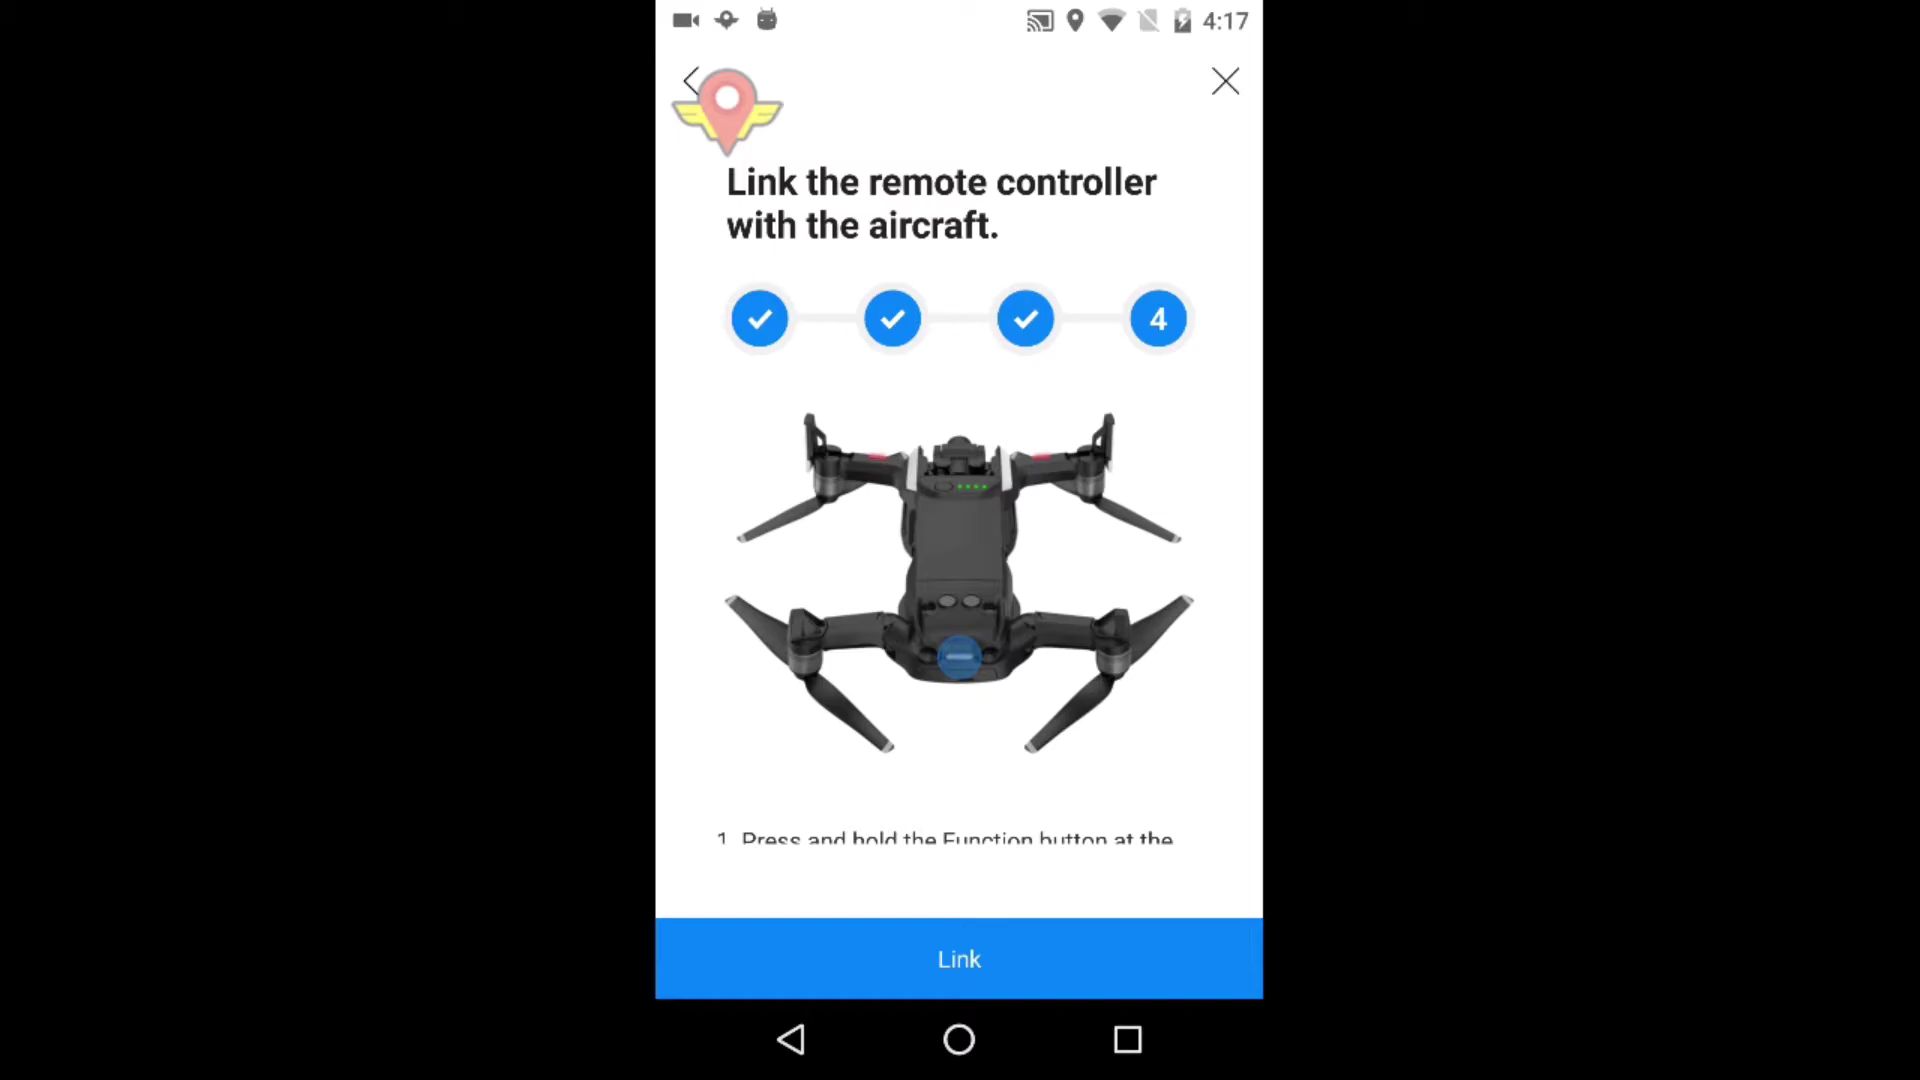 4:17
Link the remote controller
with the aircraft.
4
1. Press and hold the Function button at the
Link